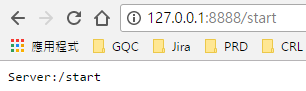 127.0.0.1:8888/start
應用程式 GQC Jira PRD CRL
Server:/start